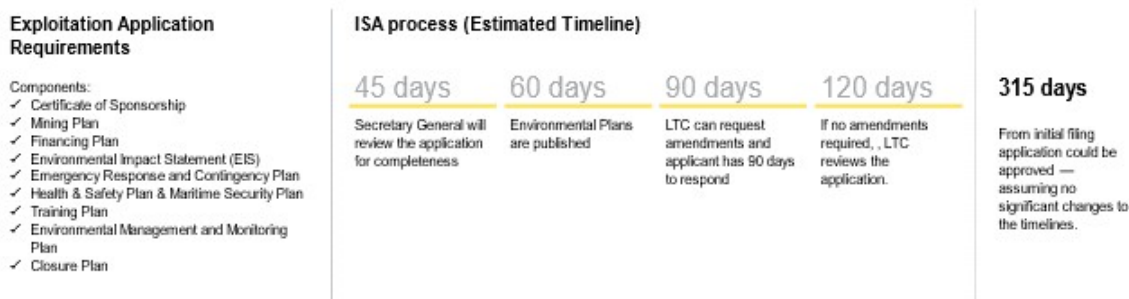 Exploitation Application
Requirements
Components:
✓ Certificate of Sponsorship
✓ Mining Plan
✓ Financing Plan
✓ Environmental Impact Statement (EIS)
✓ Emergency Response and Contingency Plan
✓ Health & Safety Plan & Maritime Security Plan
✓ Training Plan
✓ Environmental Management and Monitoring
Plan
✓ Closure Plan
ISA process (Estimated Timeline)
45 days
Secretary General will
review the application
for completeness
60 days
Environmental Plans
are published
90 days
LTC can request
amendments and
applicant has 90 days
to respond
120 days
If no amendments
required, , LTC
reviews the
application.
315 days
From initial filing
application could be
approved —
assuming no
significant changes to
the timelines.